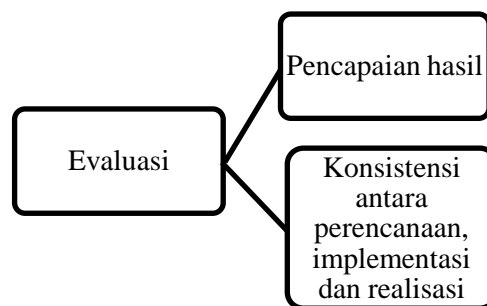 Evaluasi
Pencapaian hasil
Konsistensi
antara
perencanaan,
implementasi
dan realisasi